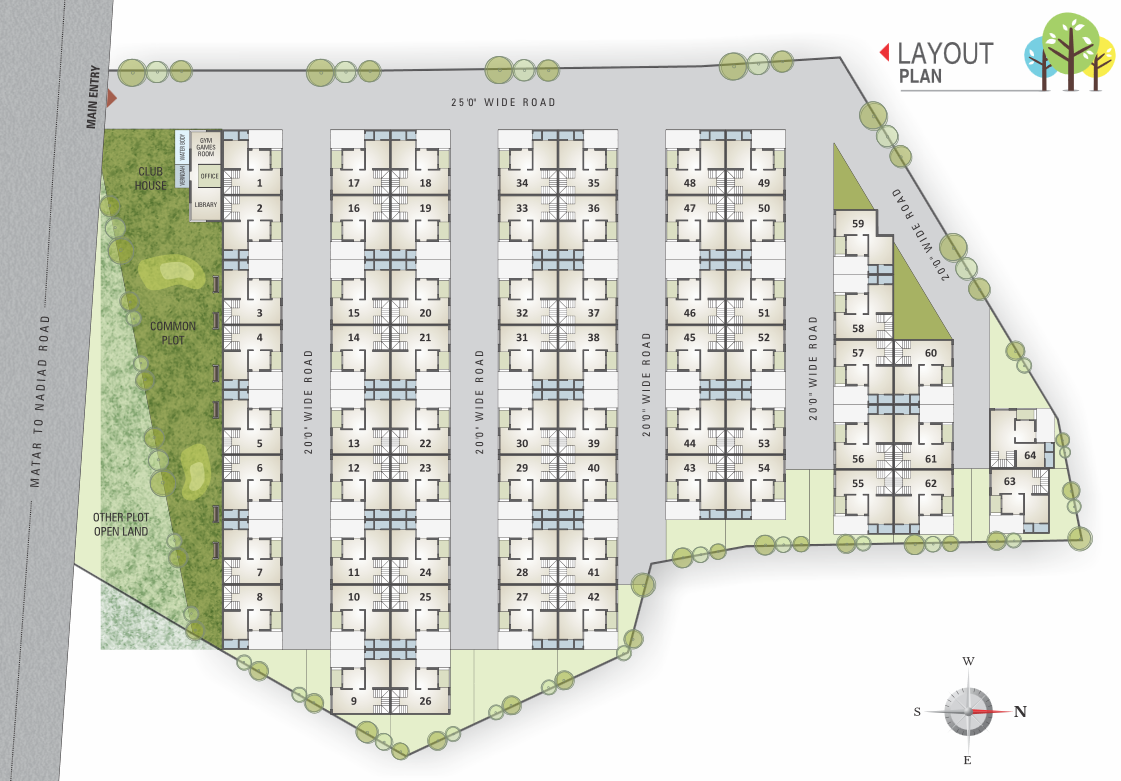 LAYOUT
PLAN
MAIN ENTRY
25'0" WIDE ROAD
MATAR TO NADIAD ROAD
CLUB
HOUSE
WATER BODY
VERNDAH
GYM
GAMES
ROOM
OFFICE
LIBRARY
COMMON
PLOT
OTHER PLOT
OPEN LAND
20'0" WIDE ROAD
20'0" WIDE ROAD
20'0" WIDE ROAD
20'0" WIDE ROAD
20'0" WIDE ROAD
1
2
3
4
5
6
7
8
17 18
16 19
15 20
14 21
13 22
12 23
11 24
10 25
9 26
34 35
33 36
32 37
31 38
30 39
29 40
28 41
27 42
48 49
47 50
46 51
45 52
44 53
43 54
59
58
57 60
56 61
55 62
64
63
W
S N
E